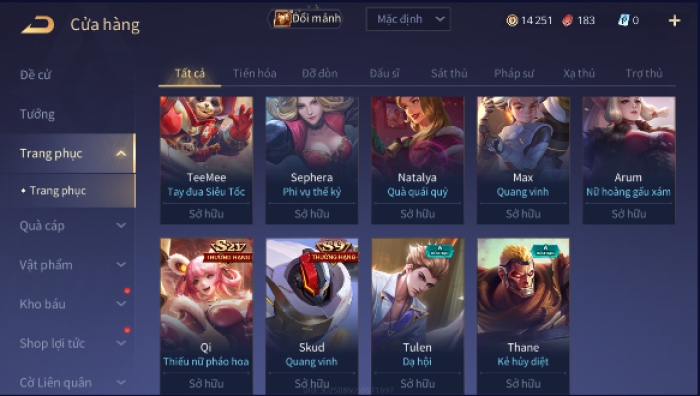 Cửa hàng
Đổi mảnh
Mặc định
14 251
183
0
Đề cử
Tất cả
Tiến hóa
Đỡ đòn
Đấu sĩ
Sát thủ
Pháp sư
Xạ thủ
Trợ thủ
Tướng
Trang phục
• Trang phục
Quà cáp
Vật phẩm
Kho báu
Shop lợi tức
Cờ Liên quân
TeeMee
Tay đua Siêu Tốc
Sở hữu
Sephera
Phi vụ thế kỷ
Sở hữu
Natalya
Quà quái quỷ
Sở hữu
Max
Quang vinh
Sở hữu
Arum
Nữ hoàng gấu xám
Sở hữu
S21
THƯỜNG HẠNG
Qi
Thiếu nữ pháo hoa
Sở hữu
S9
THƯỜNG HẠNG
Skud
Quang vinh
Sở hữu
Tulen
Dạ hội
Sở hữu
Thane
Kẻ hủy diệt
Sở hữu